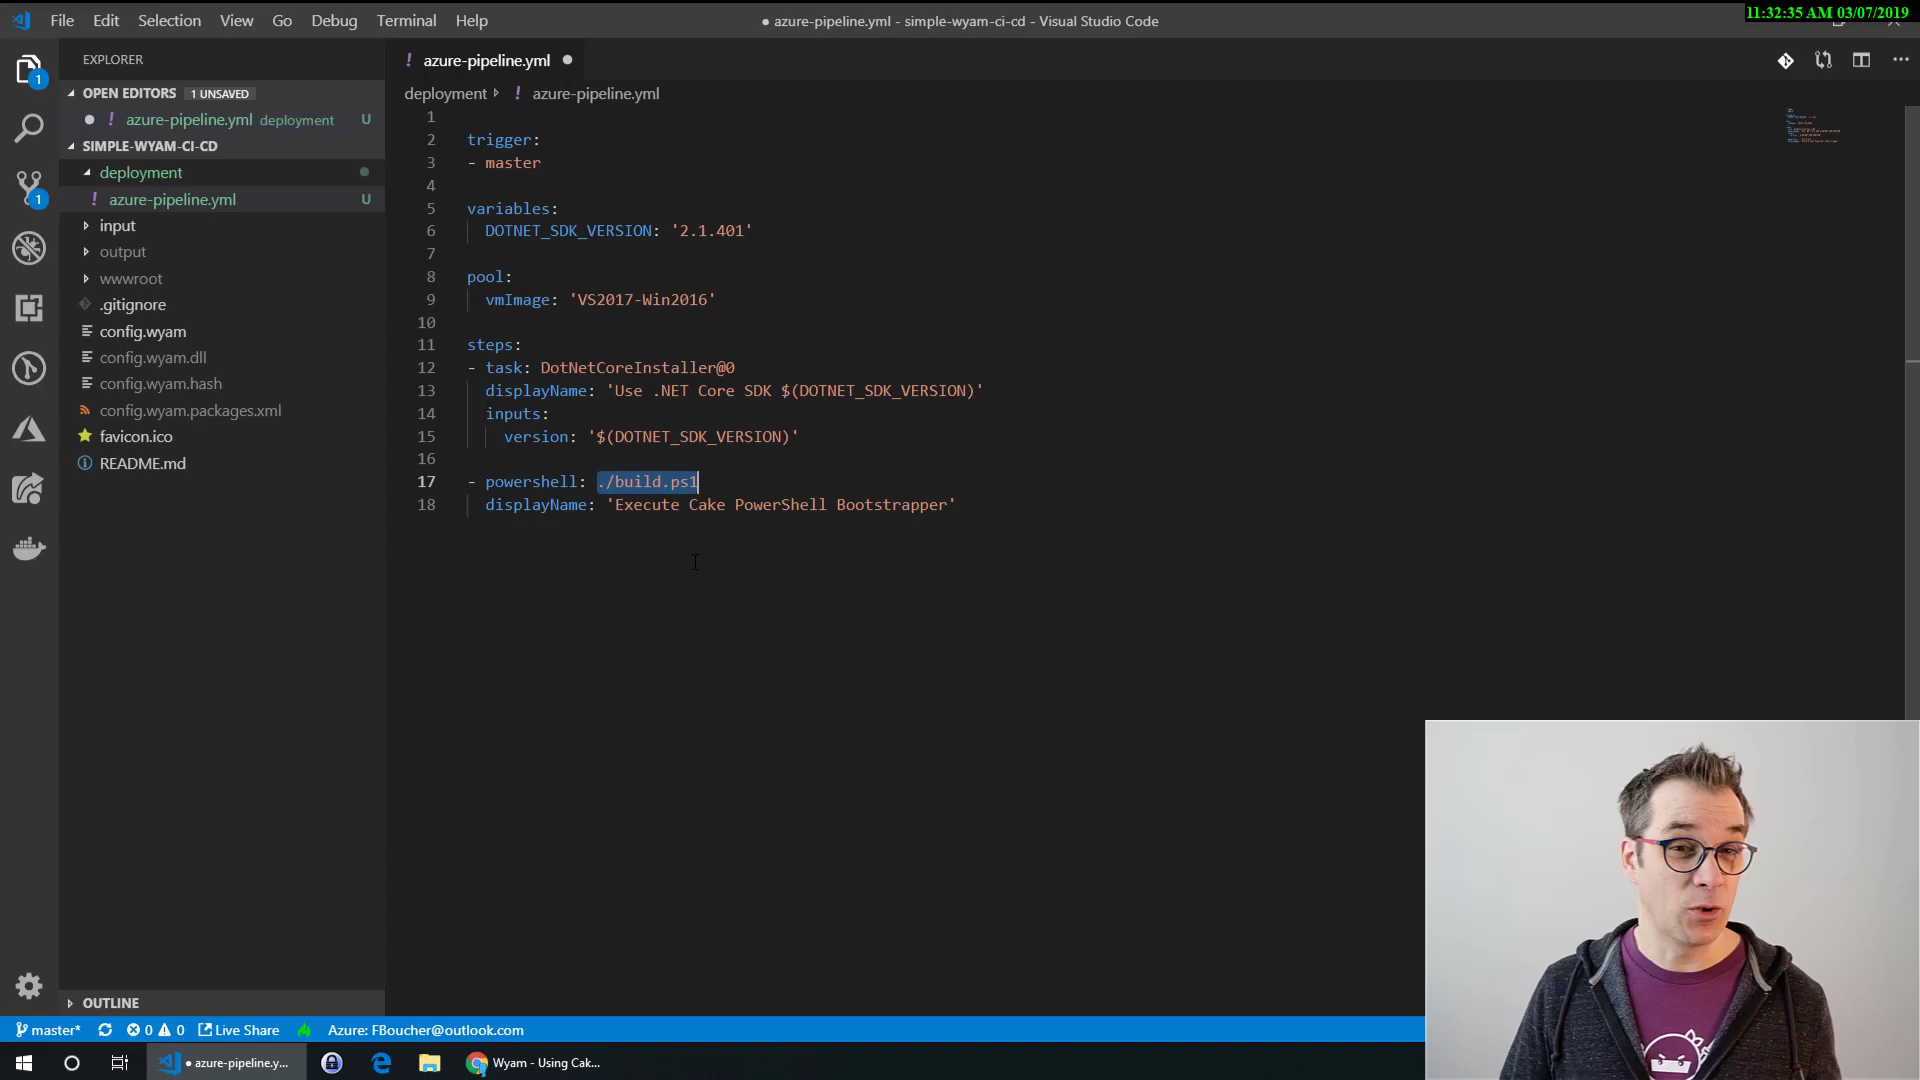 File Edit Selection View Go Debug Terminal Help
● azure-pipeline.yml - simple-wyam-ci-cd - Visual Studio Code
11:32:35 AM 03/07/2019
EXPLORER
OPEN EDITORS 1 UNSAVED
! azure-pipeline.yml deployment U
SIMPLE-WYAM-CI-CD
deployment
! azure-pipeline.yml U
input
output
wwwroot
.gitignore
config.wyam
config.wyam.dll
config.wyam.hash
config.wyam.packages.xml
favicon.ico
README.md
OUTLINE
1
1
! azure-pipeline.yml
deployment ! azure-pipeline.yml
1
2 trigger:
3 - master
4
5 variables:
6 DOTNET_SDK_VERSION: '2.1.401'
7
8 pool:
9 vmImage: 'VS2017-Win2016'
10
11 steps:
12 - task: DotNetCoreInstaller@0
13 displayName: 'Use .NET Core SDK $(DOTNET_SDK_VERSION)'
14 inputs:
15 version: '$(DOTNET_SDK_VERSION)'
16
17 - powershell: ./build.ps1
18 displayName: 'Execute Cake PowerShell Bootstrapper'
master* 0 0 Live Share Azure: FBoucher@outlook.com
● azure-pipeline.y... Wyam - Using Cak...